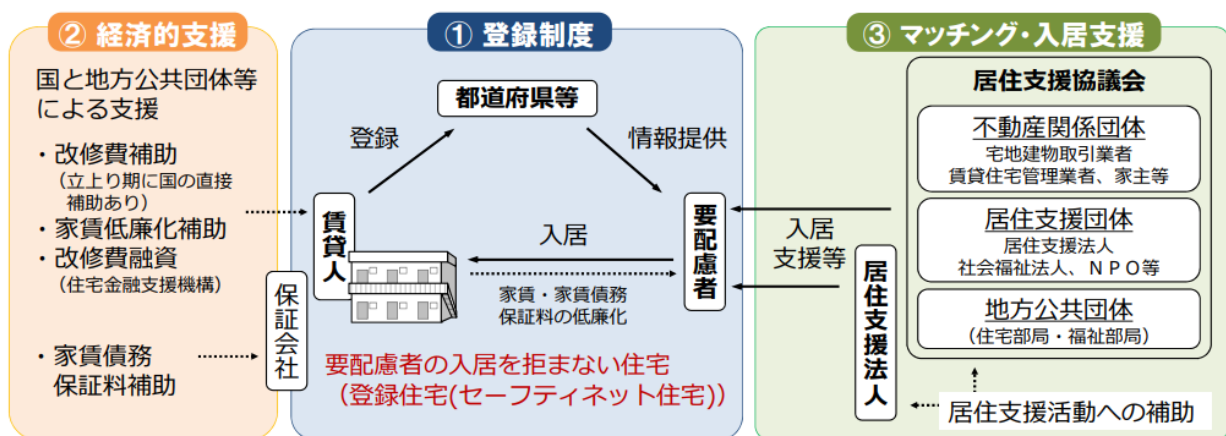 ② 経済的支援
国と地方公共団体等
による支援
・改修費補助
（立上り期に国の直接
補助あり）
・家賃低廉化補助
・改修費融資
（住宅金融支援機構）
・家賃債務
保証料補助
保証会社
① 登録制度
都道府県等
登録
情報提供
賃貸人
要配慮者
入居
家賃・家賃債務
保証料の低廉化
要配慮者の入居を拒まない住宅
（登録住宅(セーフティネット住宅)）
③ マッチング・入居支援
居住支援協議会
不動産関係団体
宅地建物取引業者
賃貸住宅管理業者、家主等
居住支援団体
居住支援法人
社会福祉法人、ＮＰＯ等
地方公共団体
（住宅部局・福祉部局）
入居
支援等
居住支援法人
居住支援活動への補助